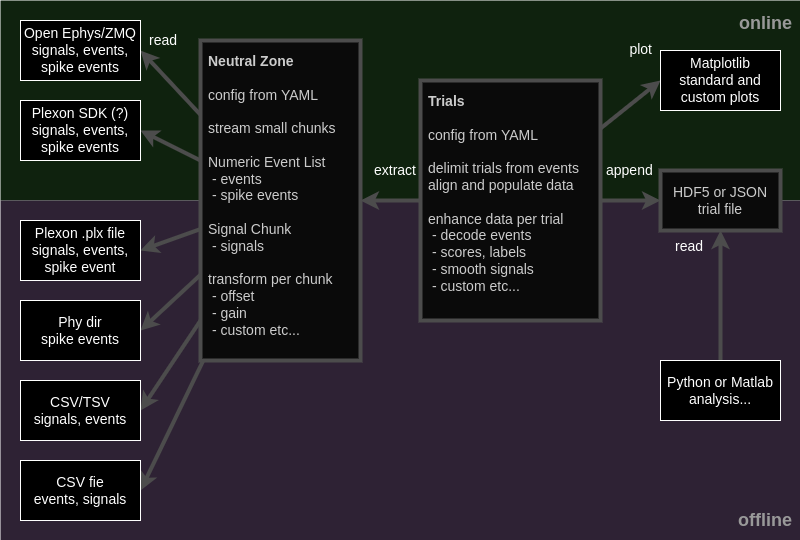 online
Open Ephys/ZMQ
signals, events,
spike events
read
Plexon SDK (?)
signals, events,
spike events
Plexon .plx file
signals, events,
spike event
Phy dir
spike events
CSV/TSV
signals, events
CSV fie
events, signals
Neutral Zone
config from YAML
stream small chunks
Numeric Event List
- events
- spike events
Signal Chunk
- signals
transform per chunk
- offset
- gain
- custom etc...
extract
Trials
config from YAML
delimit trials from events
align and populate data
enhance data per trial
- decode events
- scores, labels
- smooth signals
- custom etc...
plot
Matplotlib
standard and
custom plots
append
HDF5 or JSON
trial file
read
Python or Matlab
analysis...
offline